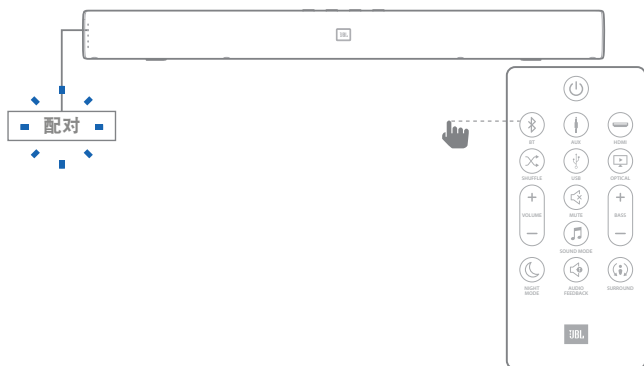 JBL
配对
BT AUX HDMI
SHUFFLE USB OPTICAL
+ +
VOLUME MUTE BASS
− −
SOUND MODE
NIGHT MODE AUDIO FEEDBACK SURROUND
JBL